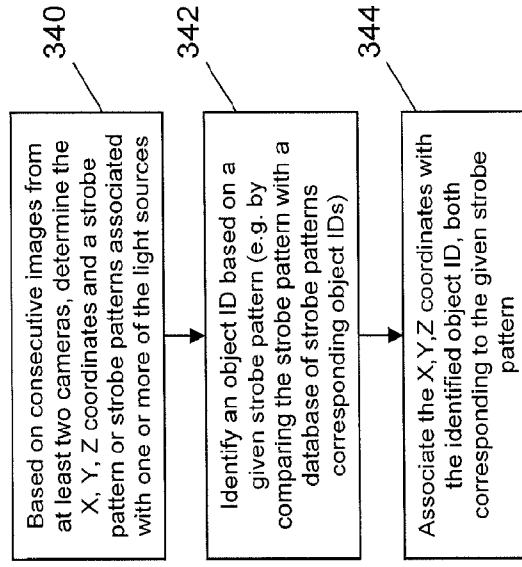 340
Based on consecutive images from
at least two cameras, determine the
X, Y, Z coordinates and a strobe
pattern or strobe patterns associated
with one or more of the light sources
342
Identify an object ID based on a
given strobe pattern (e.g. by
comparing the strobe pattern with a
database of strobe patterns
corresponding object IDs)
344
Associate the X,Y,Z coordinates with
the identified object ID, both
corresponding to the given strobe
pattern